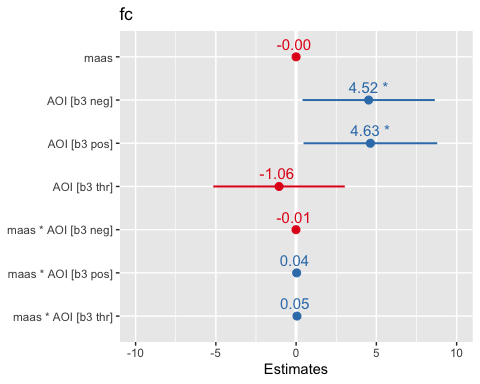 fc
maas
-0.00
AOI [b3 neg]
4.52 *
AOI [b3 pos]
4.63 *
AOI [b3 thr]
-1.06
maas * AOI [b3 neg]
-0.01
maas * AOI [b3 pos]
0.04
maas * AOI [b3 thr]
0.05
-10 -5 0 5 10
Estimates